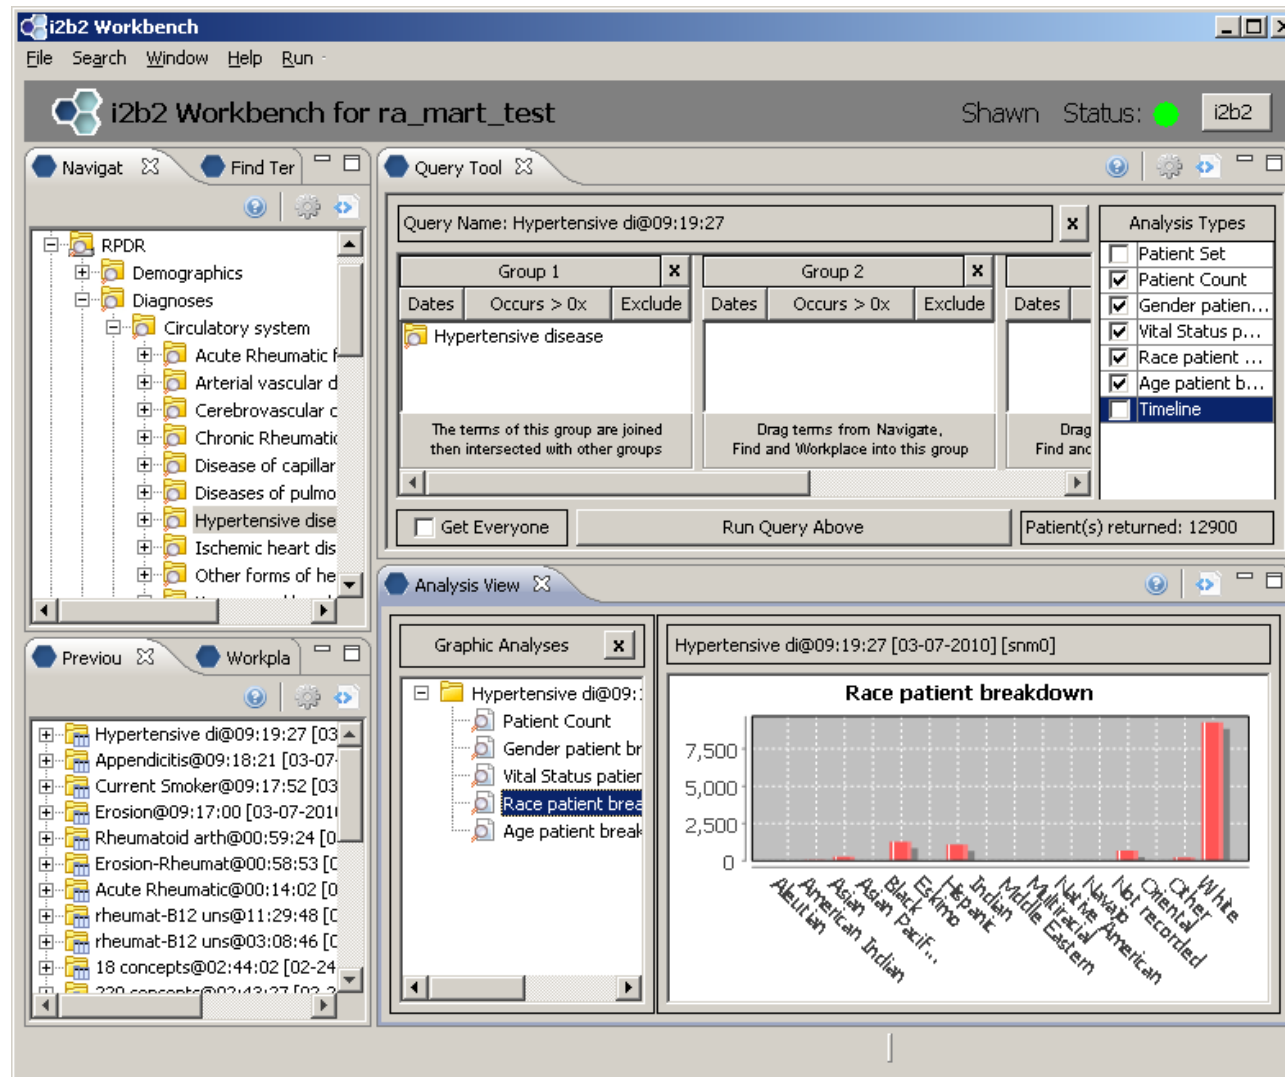 i2b2 Workbench
File Search Window Help Run
i2b2 Workbench for ra_mart_test
Shawn Status: i2b2
Navigat Find Ter
RPDR
Demographics
Diagnoses
Circulatory system
Acute Rheumatic f
Arterial vascular d
Cerebrovascular c
Chronic Rheumatic
Disease of capillar
Diseases of pulmo
Hypertensive dise
Ischemic heart dis
Other forms of he
Query Tool
Query Name: Hypertensive di@09:19:27 x
Group 1 x Group 2 x
Dates Occurs > 0x Exclude Dates Occurs > 0x Exclude Dates
Hypertensive disease
The terms of this group are joined
then intersected with other groups
Drag terms from Navigate,
Find and Workplace into this group
Drag
Find and
Analysis Types
Patient Set
Patient Count
Gender patien...
Vital Status p...
Race patient ...
Age patient b...
Timeline
Get Everyone Run Query Above Patient(s) returned: 12900
Previou Workpla
Hypertensive di@09:19:27 [03
Appendicitis@09:18:21 [03-07-
Current Smoker@09:17:52 [03
Erosion@09:17:00 [03-07-201
Rheumatoid arth@00:59:24 [0
Erosion-Rheumat@00:58:53 [0
Acute Rheumatic@00:14:02 [0
rheumat-B12 uns@11:29:48 [0
rheumat-B12 uns@03:08:46 [0
18 concepts@02:44:02 [02-24
Analysis View
Graphic Analyses x
Hypertensive di@09:1
Patient Count
Gender patient br
Vital Status patier
Race patient brea
Age patient break
Hypertensive di@09:19:27 [03-07-2010] [snm0]
Race patient breakdown
7,500
5,000
2,500
0
Aleutian
American Indian
Asian
Asian Pacif...
Black
Eskimo
Hispanic
Indian
Middle Eastern
Multiracial
Native American
Navajo
Not recorded
Oriental
Other
White